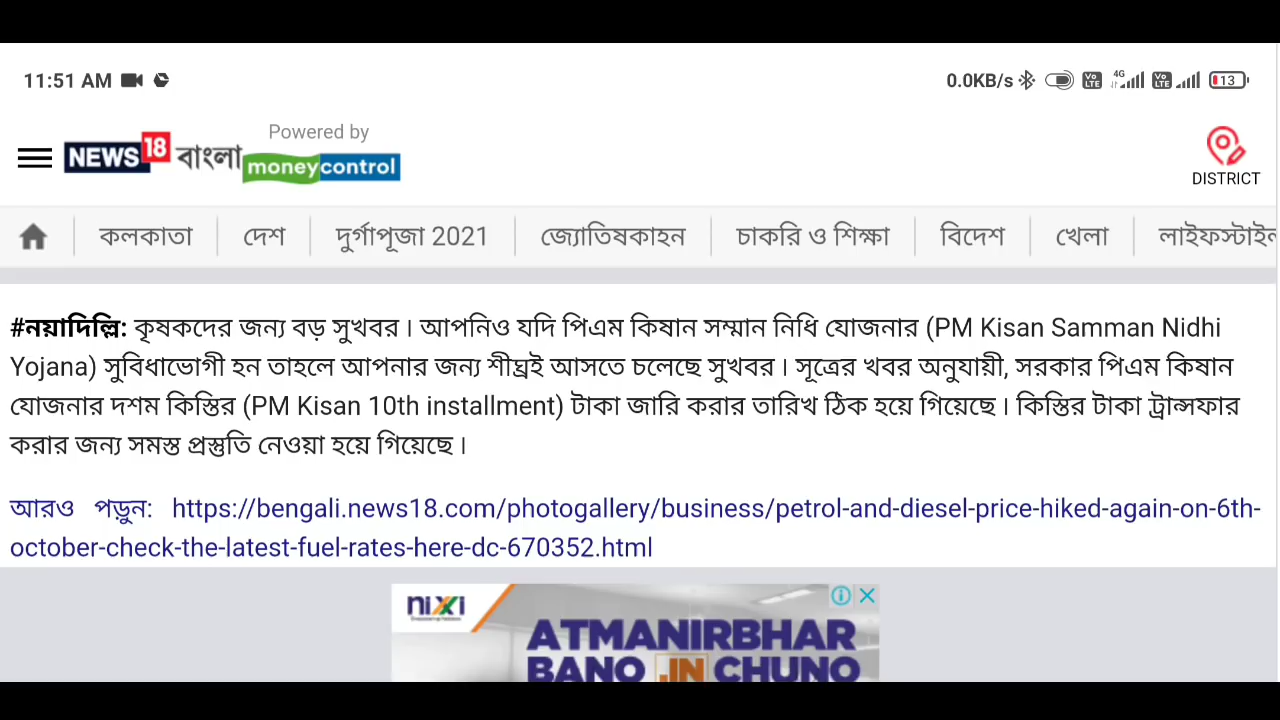 11:51 AM
0.0KB/s 4G 13
NEWS 18 বাংলা
Powered by
moneycontrol
DISTRICT
কলকাতা দেশ দুর্গাপূজা 2021 জ্যোতিষকাহন চাকরি ও শিক্ষা বিদেশ খেলা লাইফস্টাইল
#নয়াদিল্লি: কৃষকদের জন্য বড় সুখবর। আপনিও যদি পিএম কিষান সম্মান নিধি যোজনার (PM Kisan Samman Nidhi
Yojana) সুবিধাভোগী হন তাহলে আপনার জন্য শীঘ্রই আসতে চলেছে সুখবর। সূত্রের খবর অনুযায়ী, সরকার পিএম কিষান
যোজনার দশম কিস্তির (PM Kisan 10th installment) টাকা জারি করার তারিখ ঠিক হয়ে গিয়েছে। কিস্তির টাকা ট্রান্সফার
করার জন্য সমস্ত প্রস্তুতি নেওয়া হয়ে গিয়েছে।
আরও পড়ুন: https://bengali.news18.com/photogallery/business/petrol-and-diesel-price-hiked-again-on-6th-
october-check-the-latest-fuel-rates-here-dc-670352.html
nixi
ATMANIRBHAR
BANO .IN CHUNO